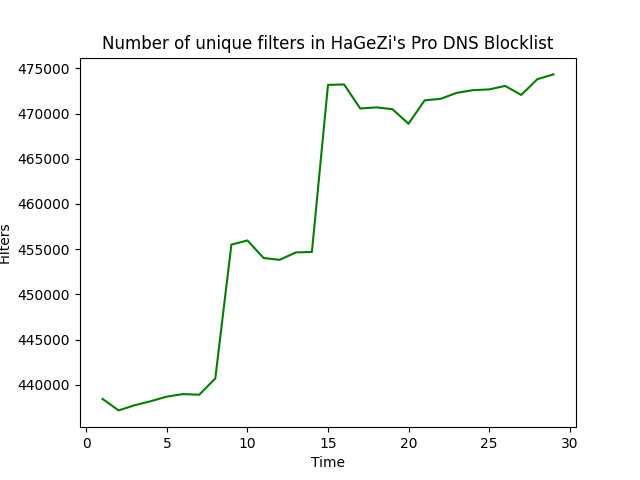 Number of unique filters in HaGeZi's Pro DNS Blocklist
475000
470000
465000
460000
455000
450000
445000
440000
Filters
0 5 10 15 20 25 30
Time